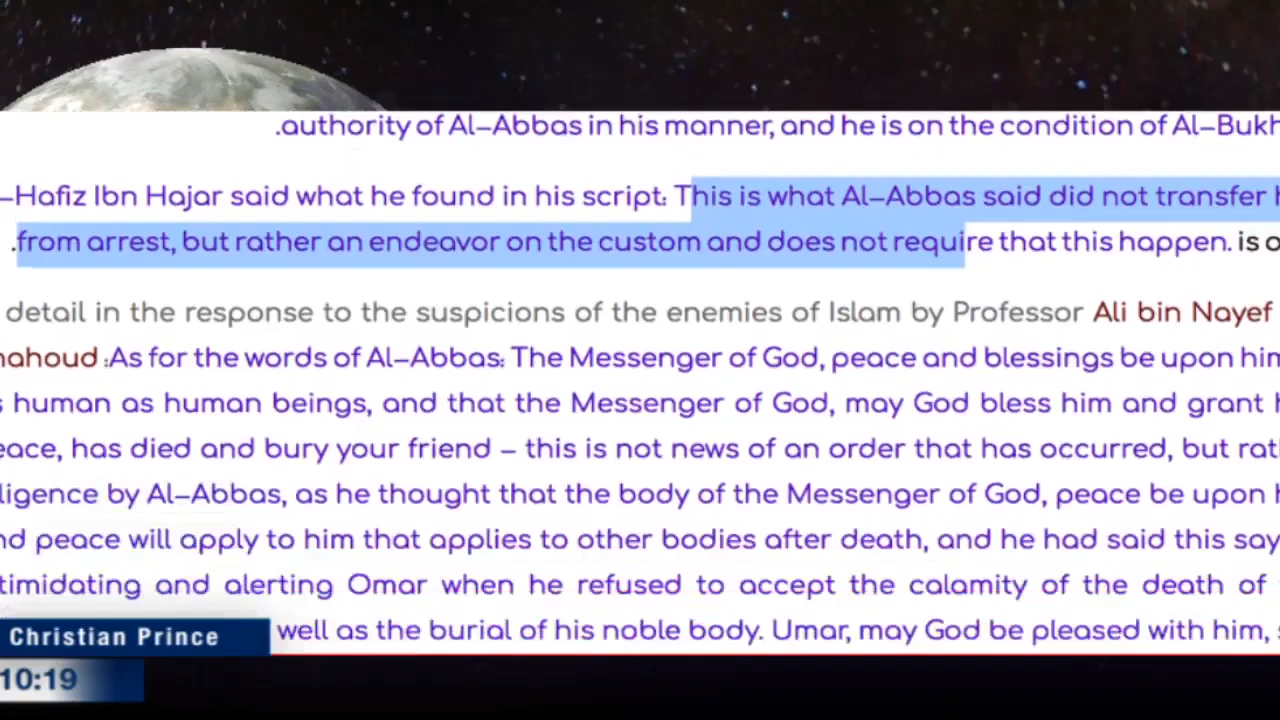 .authority of Al–Abbas in his manner, and he is on the condition of Al–Bukh
–Hafiz Ibn Hajar said what he found in his script: This is what Al–Abbas said did not transfer h
.from arrest, but rather an endeavor on the custom and does not require that this happen. is o
detail in the response to the suspicions of the enemies of Islam by Professor Ali bin Nayef
nahoud :As for the words of Al–Abbas: The Messenger of God, peace and blessings be upon him
s human as human beings, and that the Messenger of God, may God bless him and grant h
eace, has died and bury your friend – this is not news of an order that has occurred, but rat
ligence by Al–Abbas, as he thought that the body of the Messenger of God, peace be upon h
nd peace will apply to him that applies to other bodies after death, and he had said this say
timidating and alerting Omar when he refused to accept the calamity of the death of
well as the burial of his noble body. Umar, may God be pleased with him, s
Christian Prince
10:19